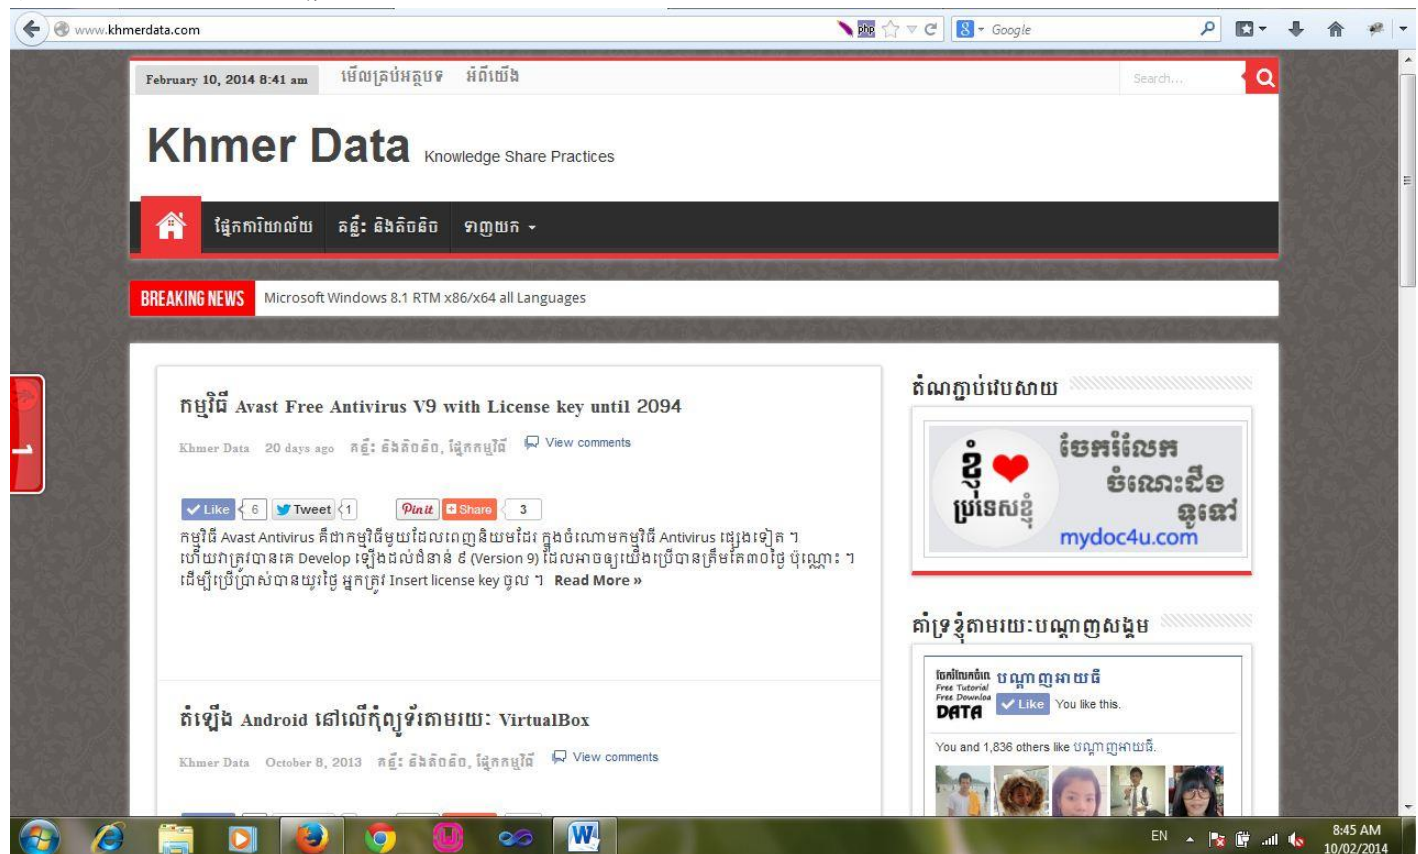 www.khmerdata.com
php
8
Google
February 10, 2014 8:41 am
មើលគ្រប់អត្ថបទ
អំពីយើង
Search...
Khmer Data
Knowledge Share Practices
ផ្នែកការិយាល័យ
គន្លឹះ និងតិចនិច
ទាញយក
BREAKING NEWS
Microsoft Windows 8.1 RTM x86/x64 all Languages
កម្មវិធី Avast Free Antivirus V9 with License key until 2094
Khmer Data 20 days ago គន្លឹះ និងតិចនិច, ផ្នែកកម្មវិធី View comments
Like 6 Tweet 1 Pin it Share 3
កម្មវិធី Avast Antivirus គឺជាកម្មវិធីមួយដែលពេញនិយមដែរ ក្នុងចំណោមកម្មវិធី Antivirus ផ្សេងទៀត ។
ហើយវាត្រូវបានគេ Develop ឡើងដល់ជំនាន់ ៩ (Version 9) ដែលអាចឲ្យយើងប្រើបានត្រឹមតែ៣០ថ្ងៃ ប៉ុណ្ណោះ ។
ដើម្បីប្រើប្រាស់បានយូរថ្ងៃ អ្នកត្រូវ Insert license key ចូល ។ Read More »
តំឡើង Android នៅលើកុំព្យូទ័រតាមរយៈ VirtualBox
Khmer Data October 8, 2013 គន្លឹះ និងតិចនិច, ផ្នែកកម្មវិធី View comments
1
តំណភ្ជាប់វេបសាយ
ខ្ញុំ
ប្រទេសខ្ញុំ
ចែករំលែក
ចំណេះដឹង
ទូទៅ
mydoc4u.com
គាំទ្រខ្ញុំតាមរយៈបណ្តាញសង្គម
Free Tutorial
DATA
បណ្តាញអាយធី
Like You like this.
You and 1,836 others like បណ្តាញអាយធី.
EN
8:45 AM
10/02/2014